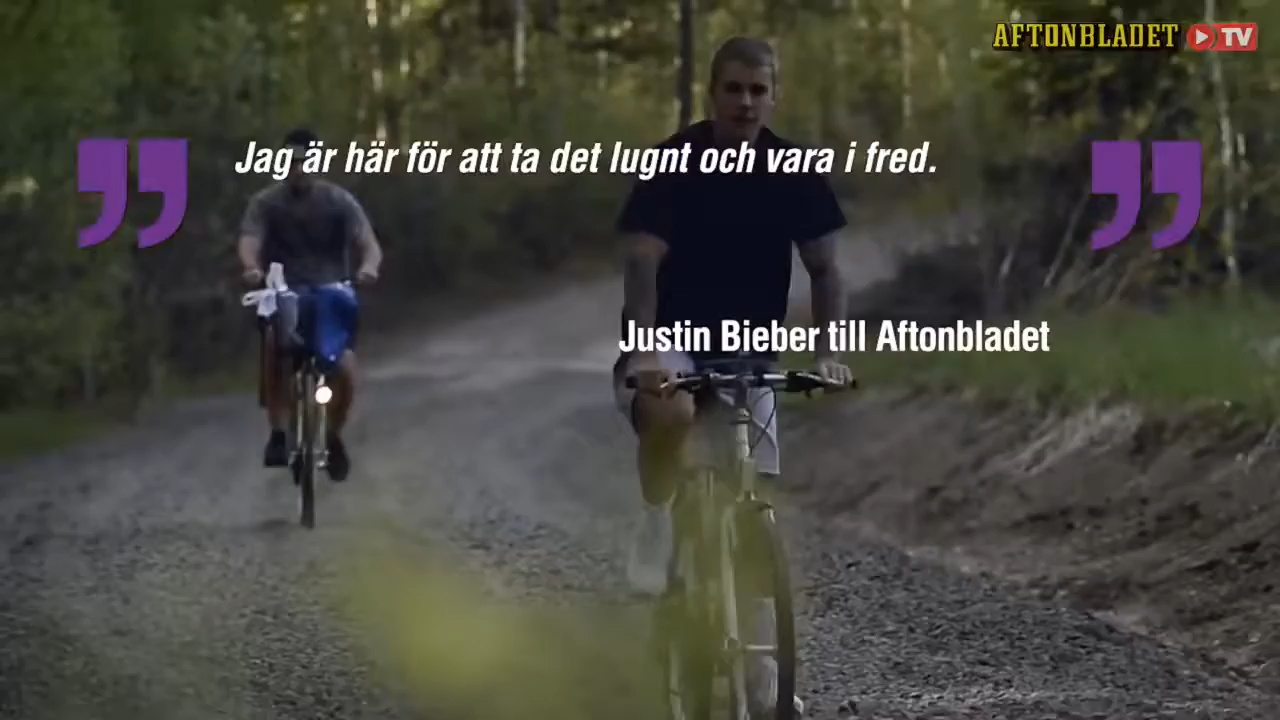 AFTONBLADET TV
” Jag är här för att ta det lugnt och vara i fred. ”
Justin Bieber till Aftonbladet